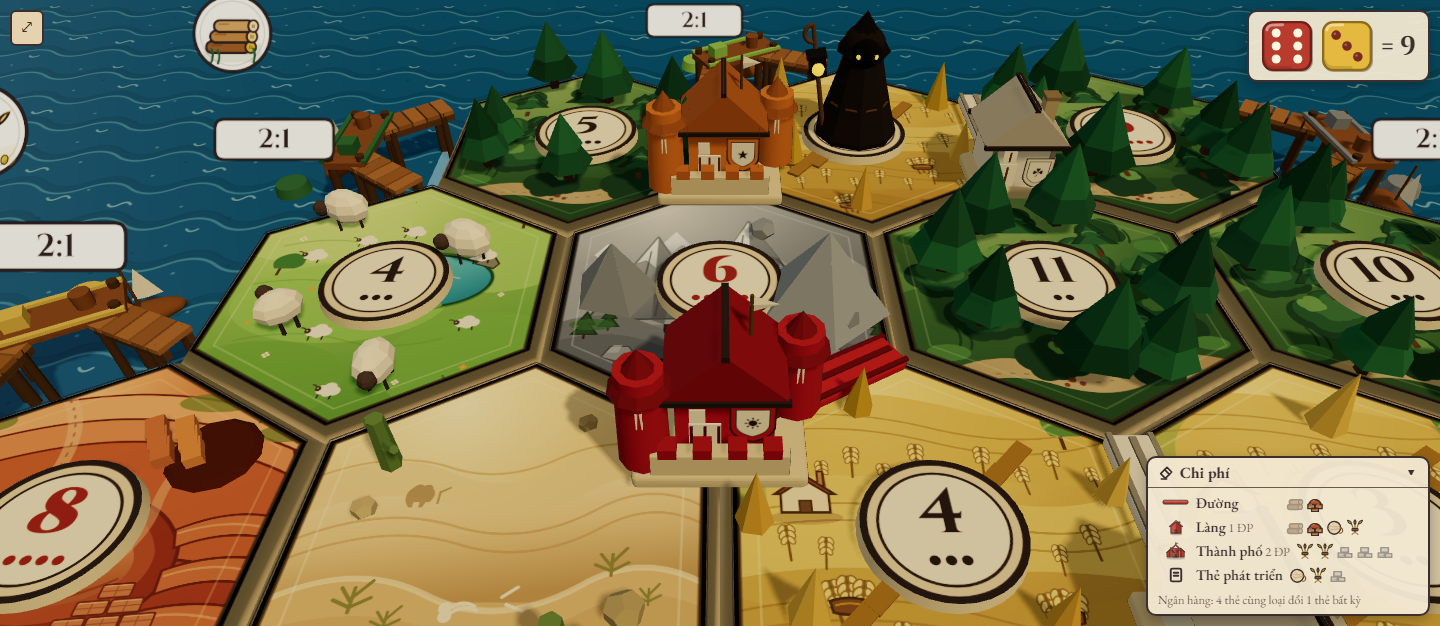 2:1
= 9
2:1
2:
5
2:1
4
6
11
10
8
4
Chi phí
Đường
Làng 1 ĐP
Thành phố 2 ĐP
Thẻ phát triển
Ngân hàng: 4 thẻ cùng loại đổi 1 thẻ bất kỳ